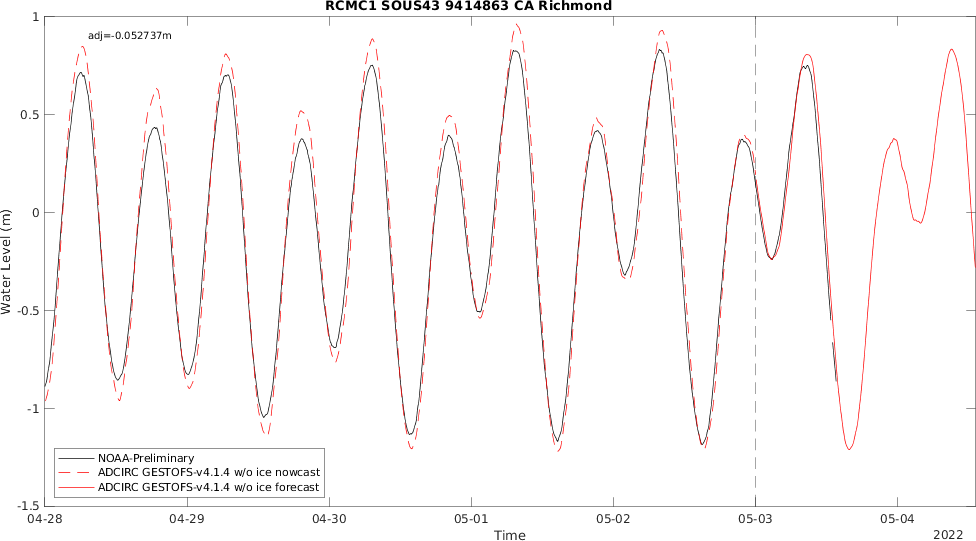 RCMC1 SOUS43 9414863 CA Richmond
adj=-0.052737m
1
0.5
0
-0.5
-1
-1.5
Water Level (m)
NOAA-Preliminary
ADCIRC GESTOFS-v4.1.4 w/o ice nowcast
ADCIRC GESTOFS-v4.1.4 w/o ice forecast
04-28 04-29 04-30 05-01 05-02 05-03 05-04
Time
2022